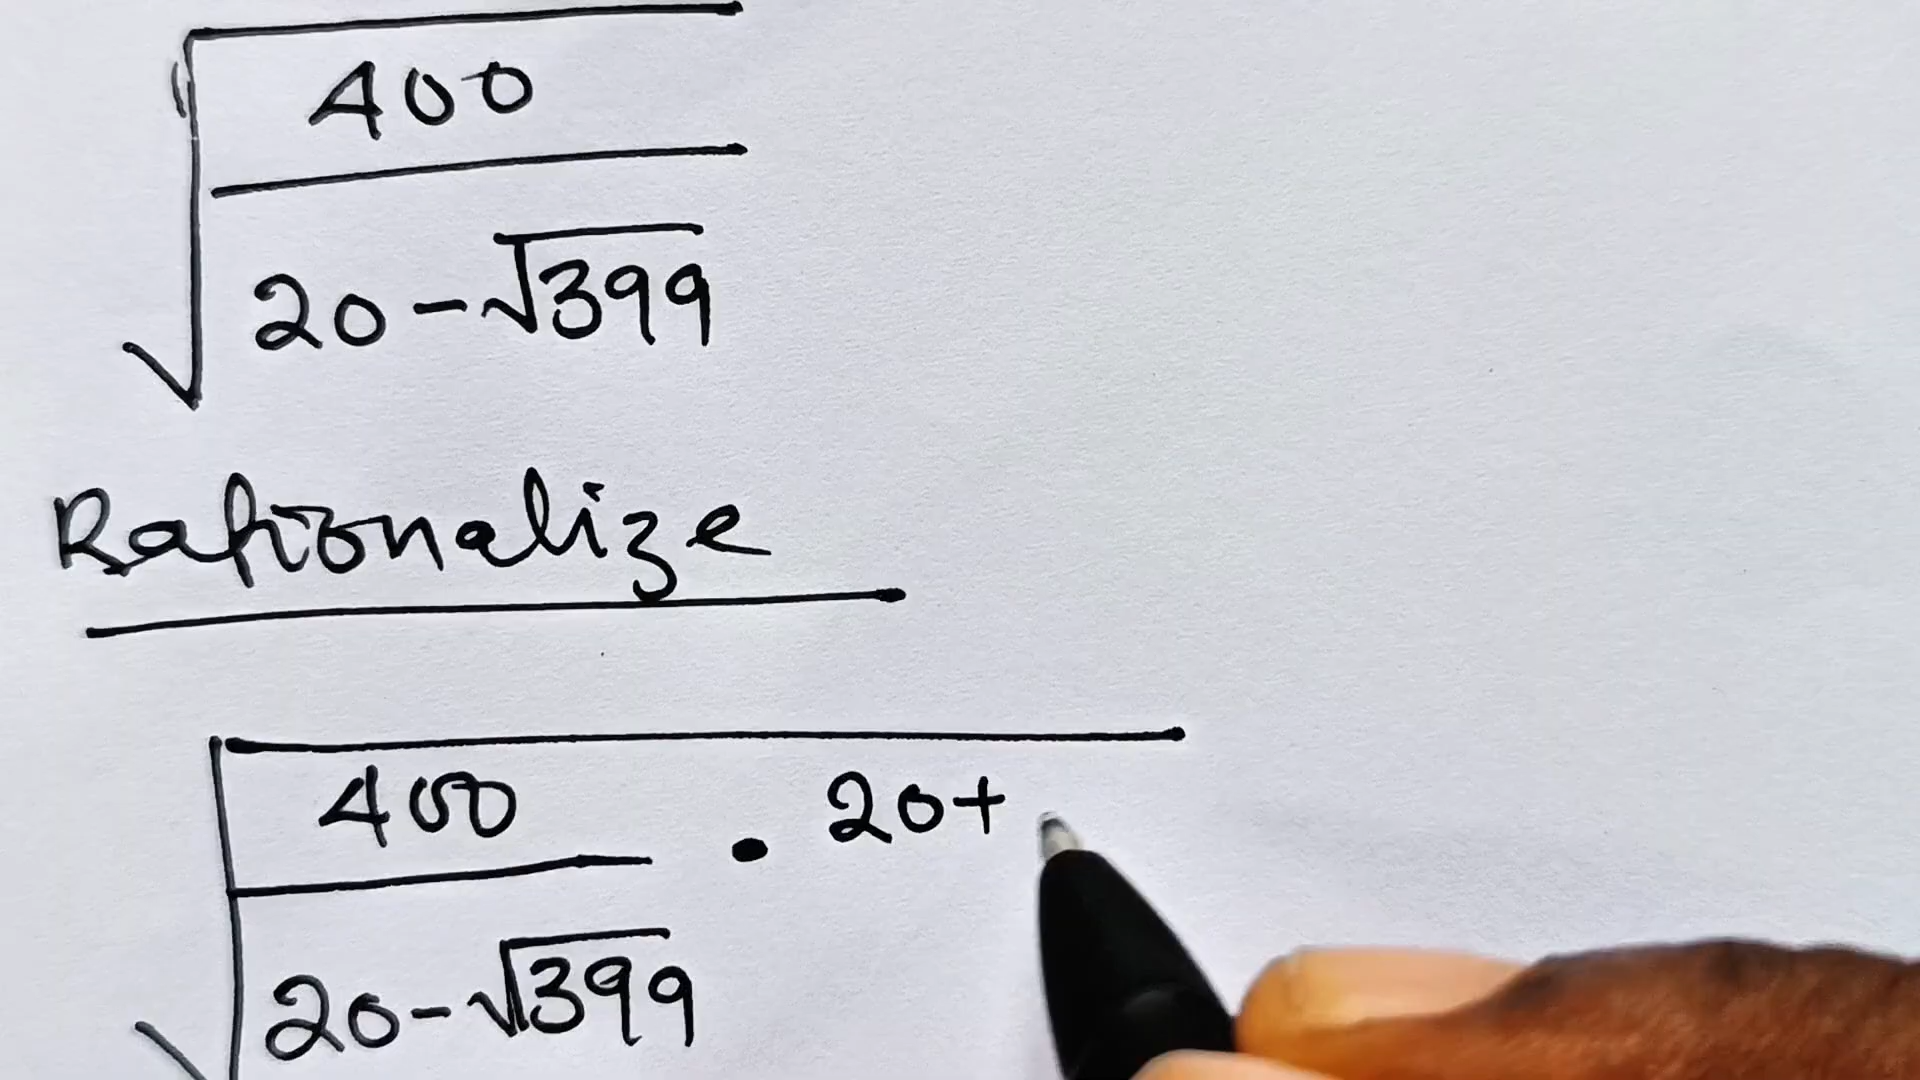 √(400
20-√399)
Rationalize
√(400 . 20+
20-√399